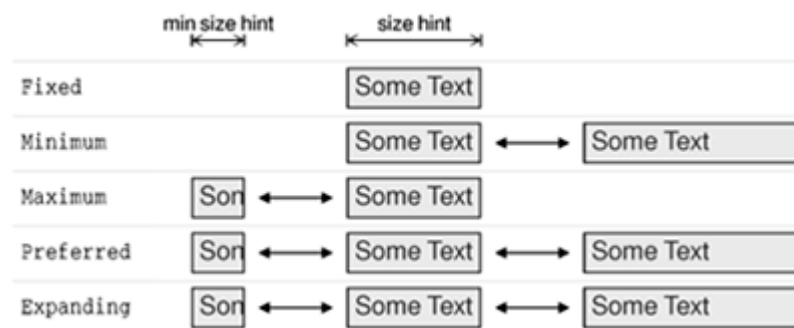 min size hint size hint
Fixed Some Text
Minimum Some Text Some Text
Maximum Son Some Text
Preferred Son Some Text Some Text
Expanding Son Some Text Some Text